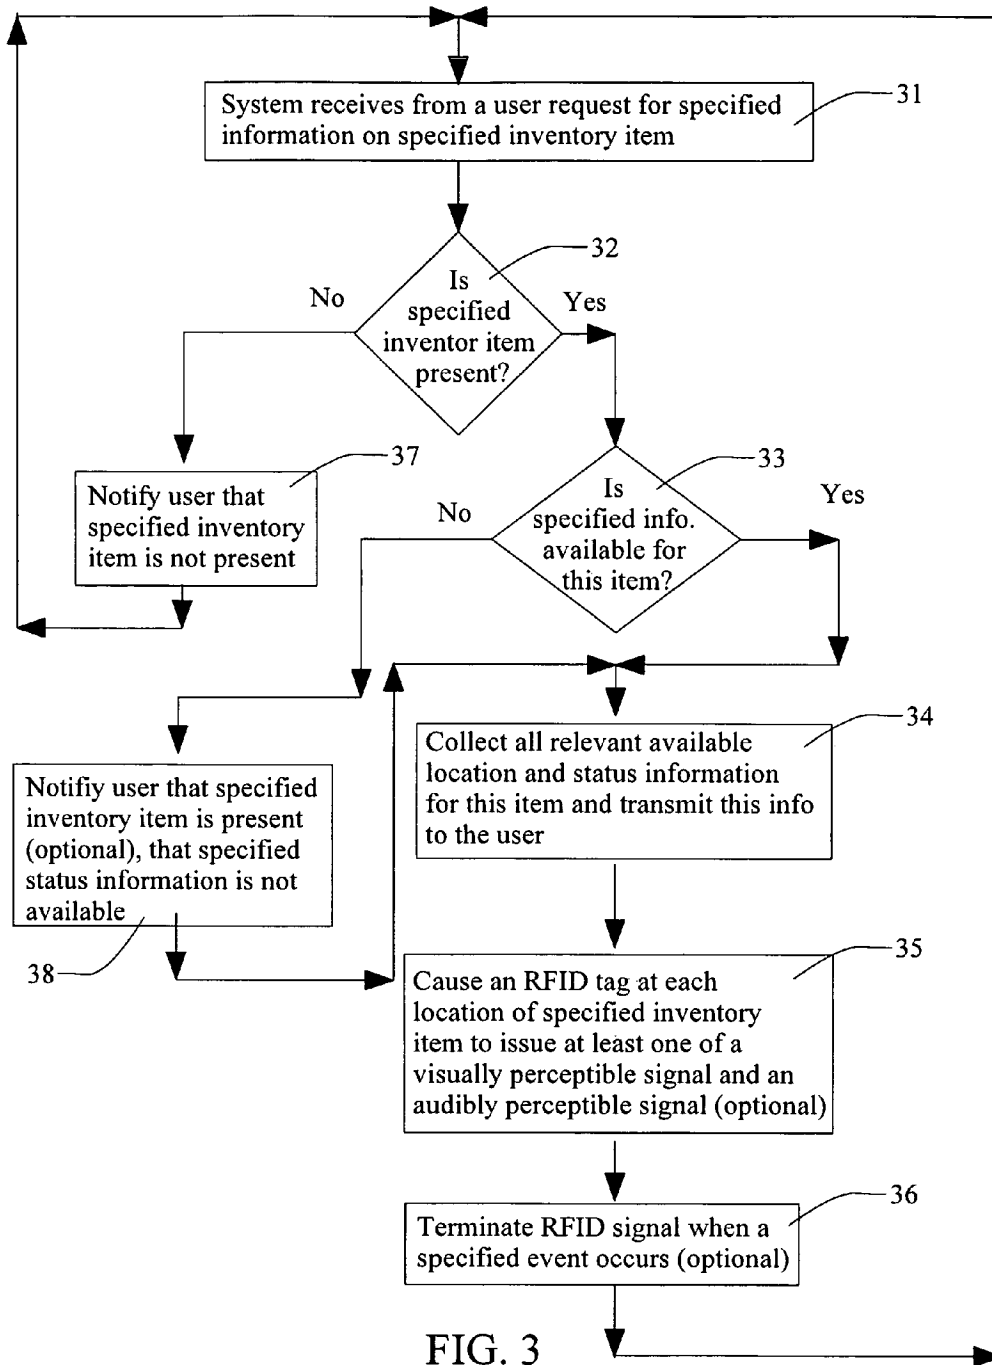 System receives from a user request for specified
information on specified inventory item
31
32
Is
specified
inventor item
present?
No
Yes
37
Notify user that
specified inventory
item is not present
33
Is
specified info.
available for
this item?
No
Yes
34
Collect all relevant available
location and status information
for this item and transmit this info
to the user
Notifiy user that specified
inventory item is present
(optional), that specified
status information is not
available
38
35
Cause an RFID tag at each
location of specified inventory
item to issue at least one of a
visually perceptible signal and an
audibly perceptible signal (optional)
36
Terminate RFID signal when a
specified event occurs (optional)
FIG. 3